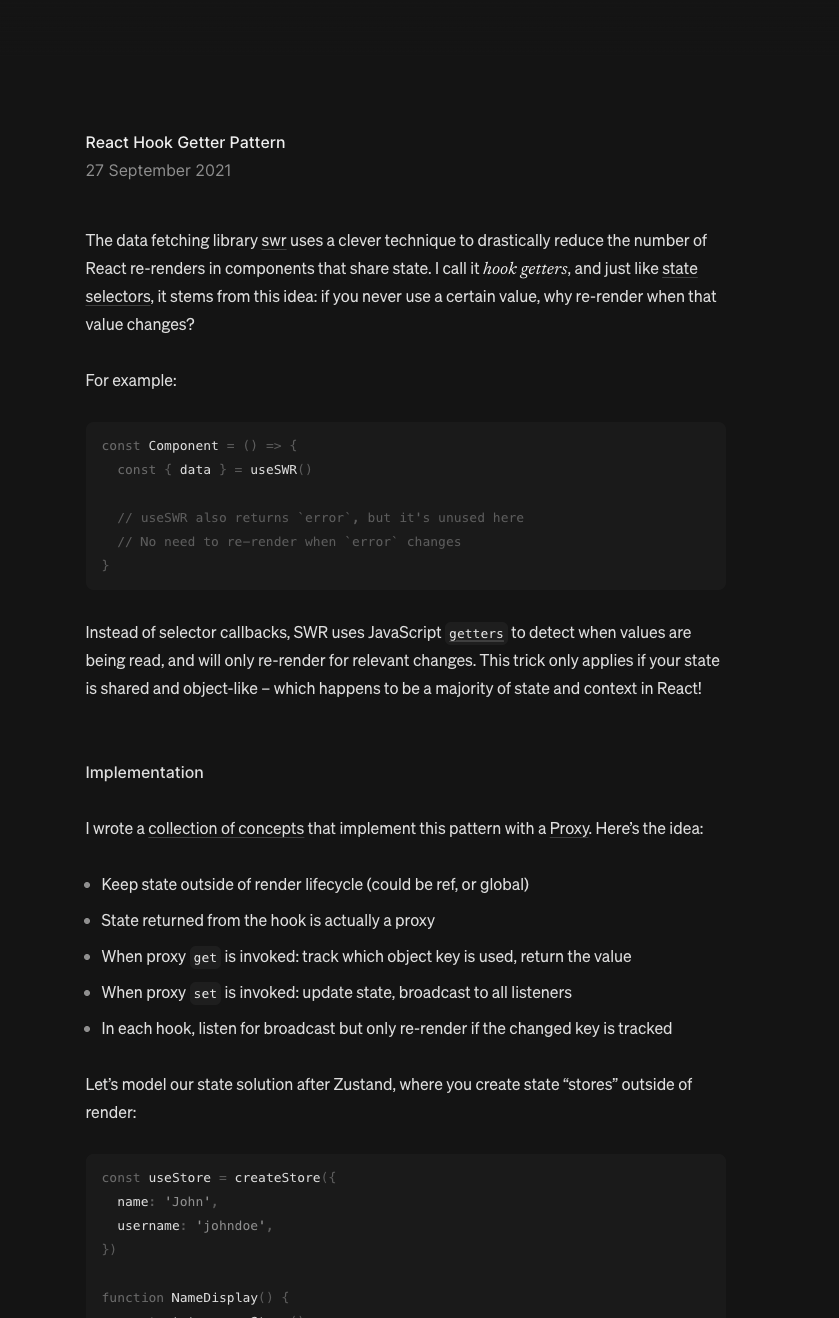 React Hook Getter Pattern
27 September 2021
The data fetching library swr uses a clever technique to drastically reduce the number of
React re-renders in components that share state. I call it hook getters, and just like state
selectors, it stems from this idea: if you never use a certain value, why re-render when that
value changes?
For example:
const Component = () => {
  const { data } = useSWR()
  // useSWR also returns `error`, but it's unused here
  // No need to re-render when `error` changes
}
Instead of selector callbacks, SWR uses JavaScript getters to detect when values are
being read, and will only re-render for relevant changes. This trick only applies if your state
is shared and object-like – which happens to be a majority of state and context in React!
Implementation
I wrote a collection of concepts that implement this pattern with a Proxy. Here’s the idea:
Keep state outside of render lifecycle (could be ref, or global)
State returned from the hook is actually a proxy
When proxy get is invoked: track which object key is used, return the value
When proxy set is invoked: update state, broadcast to all listeners
In each hook, listen for broadcast but only re-render if the changed key is tracked
Let’s model our state solution after Zustand, where you create state “stores” outside of
render:
const useStore = createStore({
  name: 'John',
  username: 'johndoe',
})
function NameDisplay() {